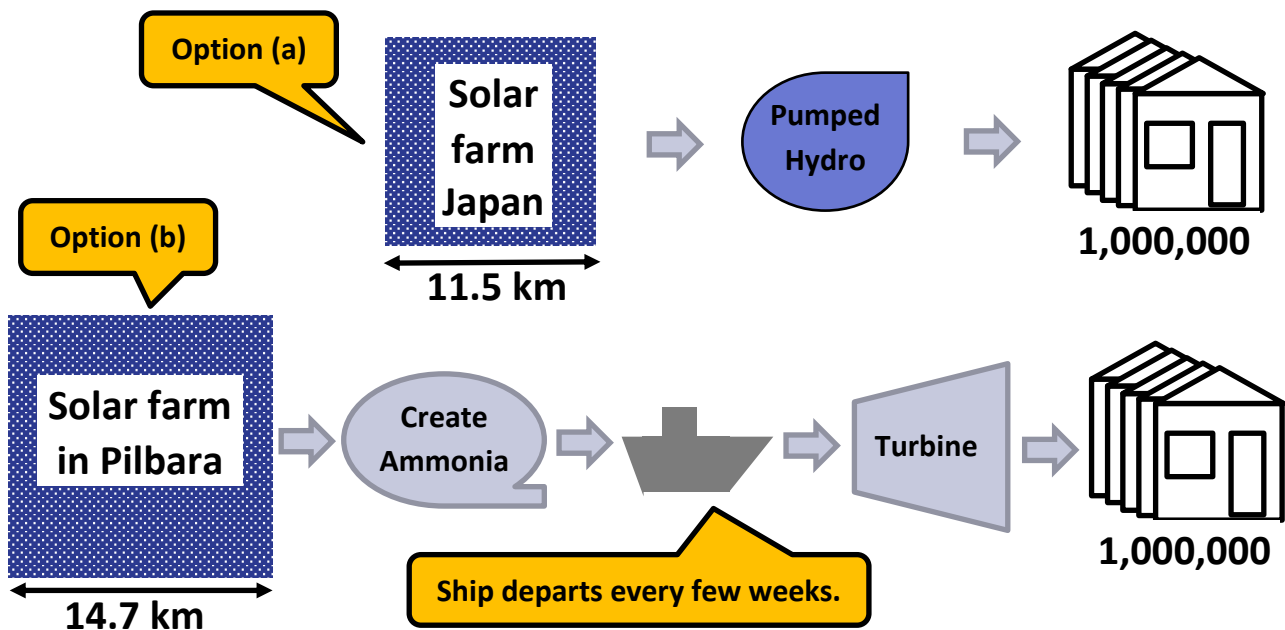 Option (a)
Solar
farm
Japan
Pumped
Hydro
1,000,000
11.5 km
Option (b)
Solar farm
in Pilbara
Create
Ammonia
Turbine
1,000,000
Ship departs every few weeks.
14.7 km